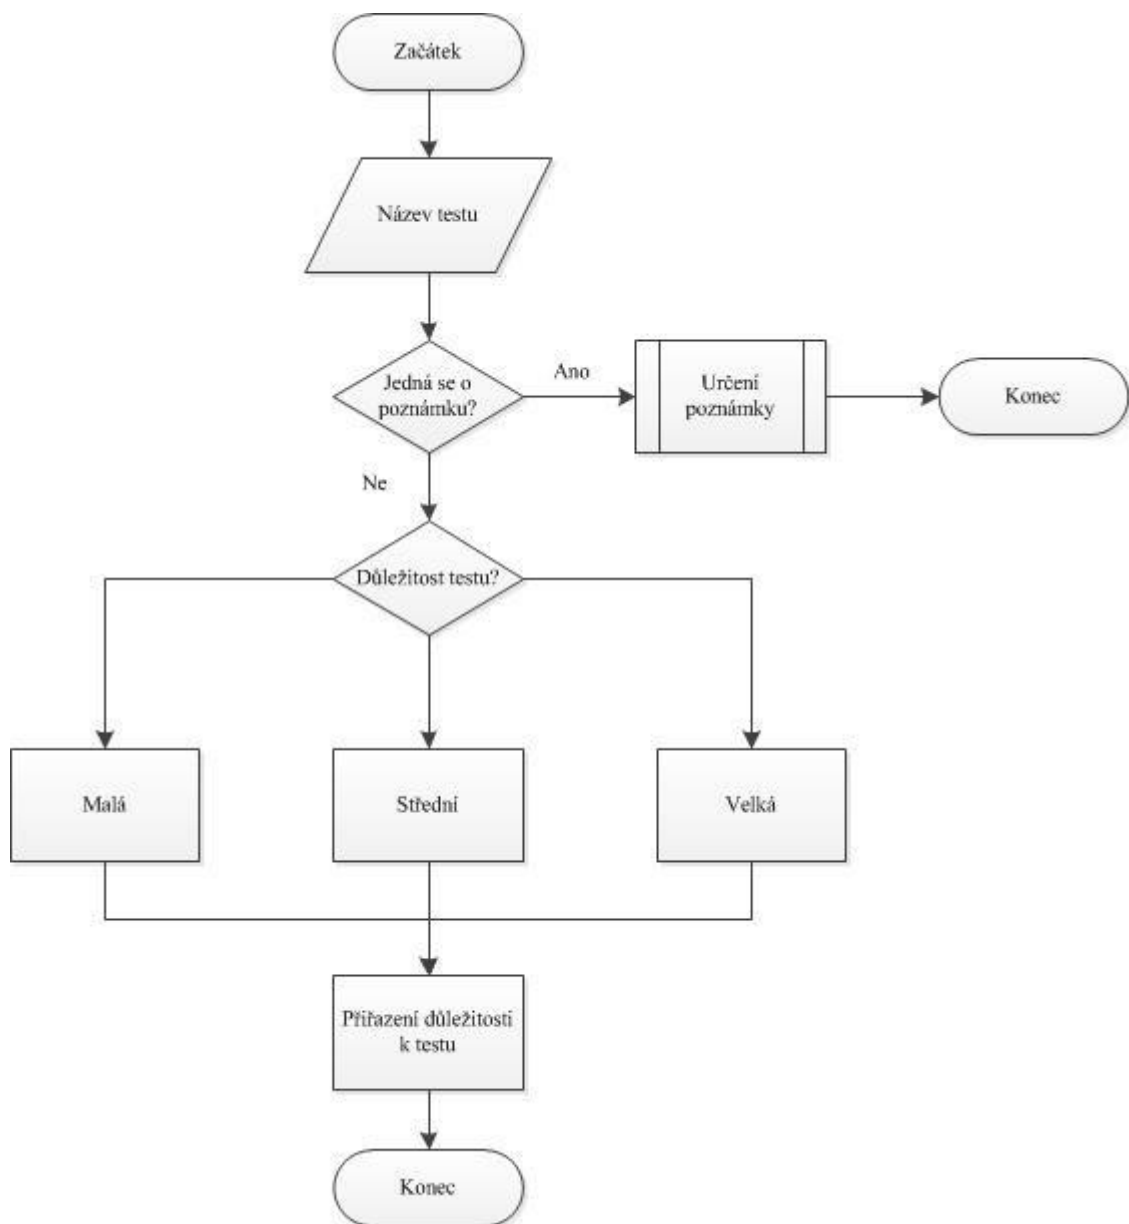 Začátek
Název testu
Jedná se o
poznámku?
Ano
Určení
poznámky
Konec
Ne
Důležitost testu?
Malá
Střední
Velká
Přiřazení důležitosti
k testu
Konec